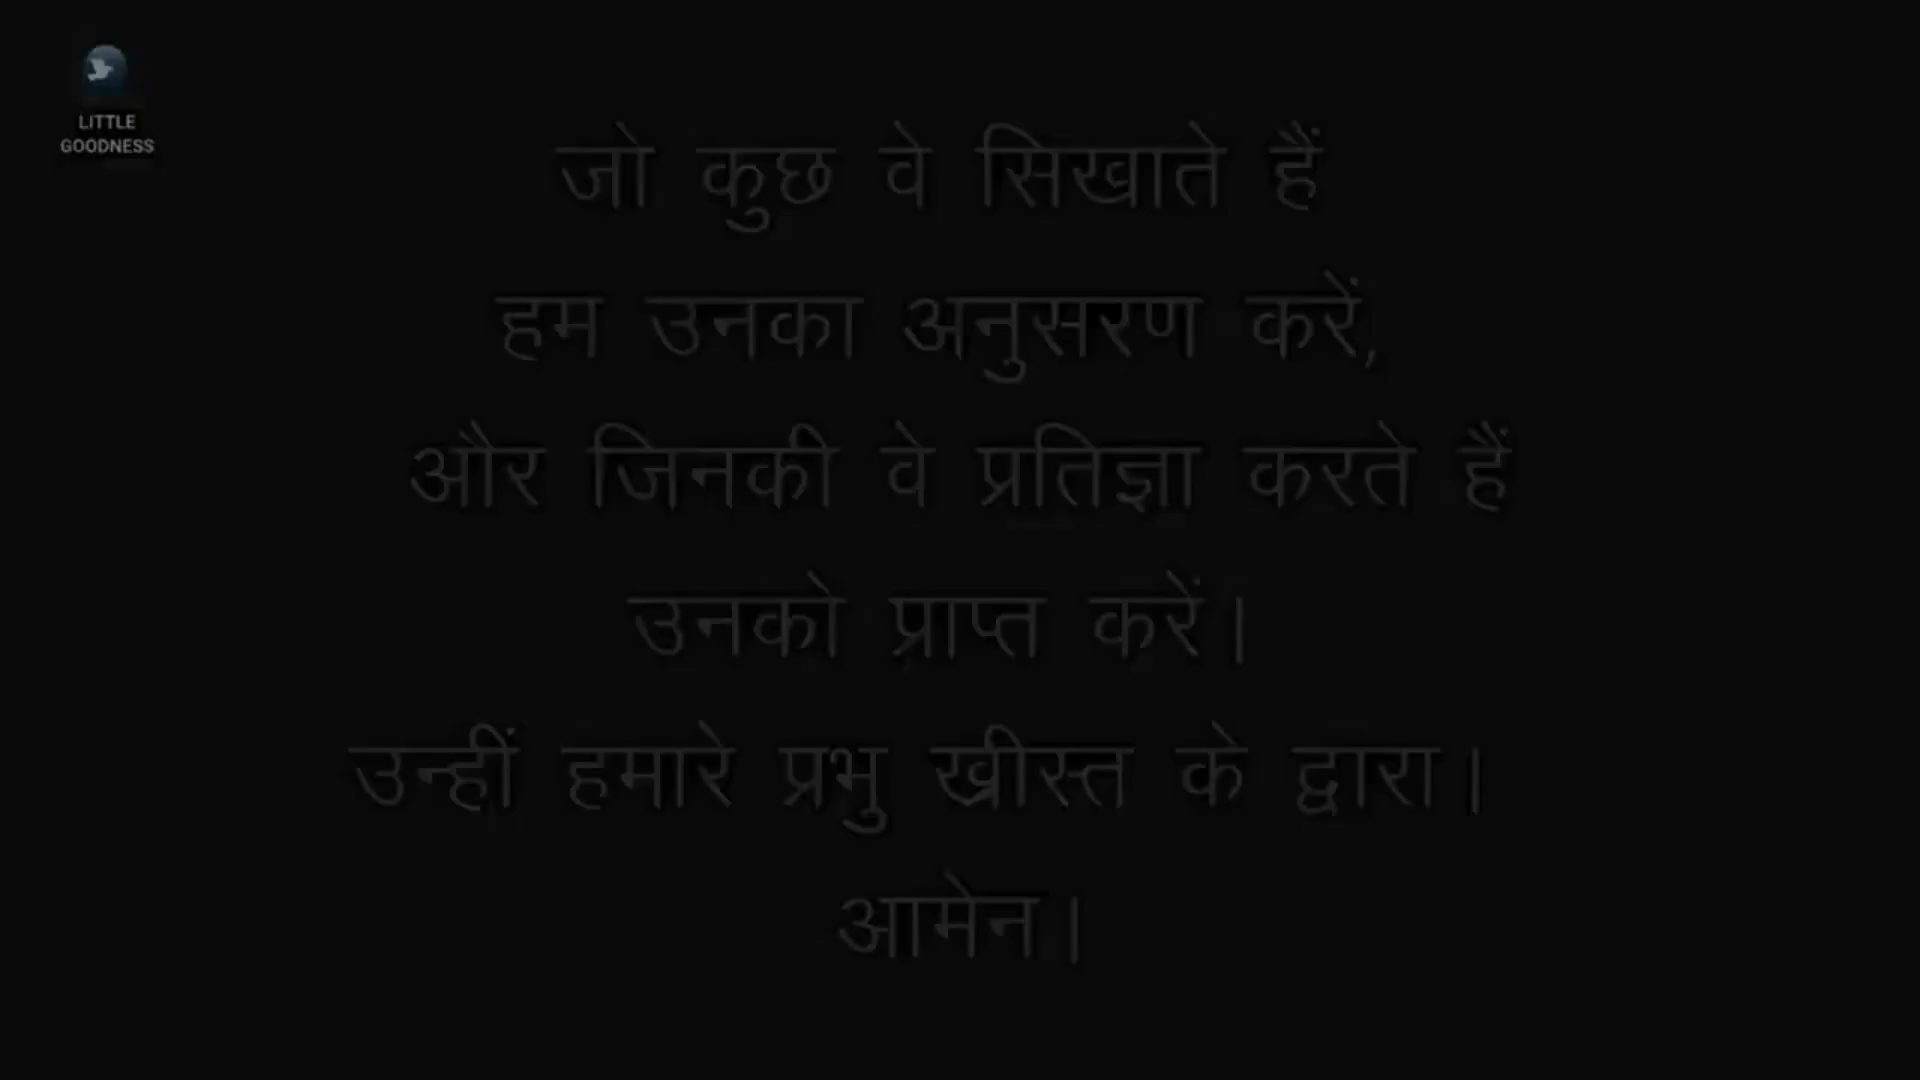 LITTLE
GOODNESS
जो कुछ वे सिखाते हैं
हम उनका अनुसरण करें,
और जिनकी वे प्रतिज्ञा करते हैं
उनको प्राप्त करें।
उन्हीं हमारे प्रभु ख्रीस्त के द्वारा।
आमेन।